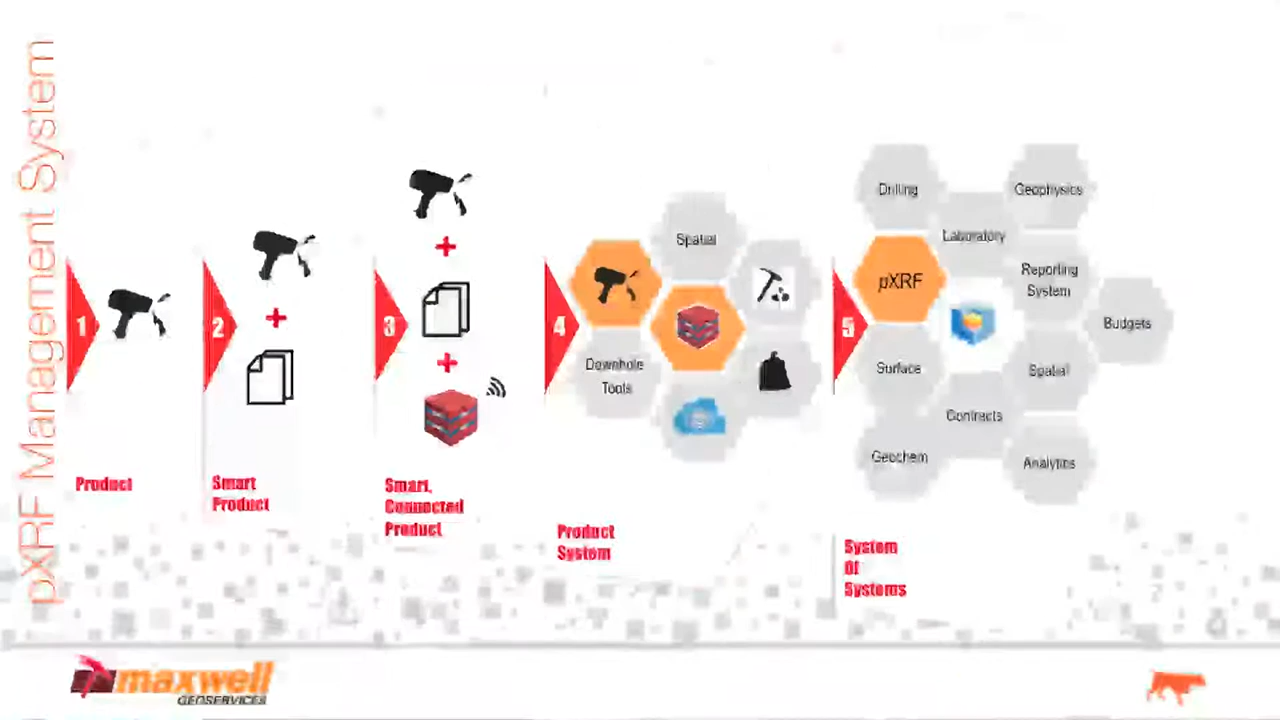 pXRF Management System
1
Product
2
Smart
Product
3
Smart,
Connected
Product
4
Spatial
Downhole
Tools
Product
System
5
Drilling
Geophysics
Laboratory
pXRF
Reporting
System
Budgets
Surface
Spatial
Contracts
Geochem
Analytics
System
Of
Systems
maxwell
GEOSERVICES